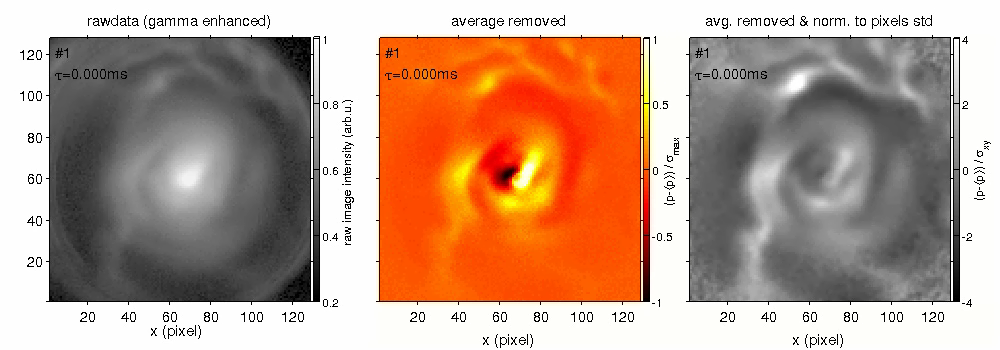 rawdata (gamma enhanced)
#1
τ=0.000ms
120
100
80
60
40
20
20 40 60 80 100 120
x (pixel)
1
0.8
0.6
0.4
0.2
raw image intensity (arb.u.)
average removed
#1
τ=0.000ms
20 40 60 80 100 120
x (pixel)
1
0.5
0
-0.5
-1
(p-⟨p⟩) / σmax
avg. removed & norm. to pixels std
#1
τ=0.000ms
20 40 60 80 100 120
x (pixel)
4
2
0
-2
-4
(p-⟨p⟩) / σxy